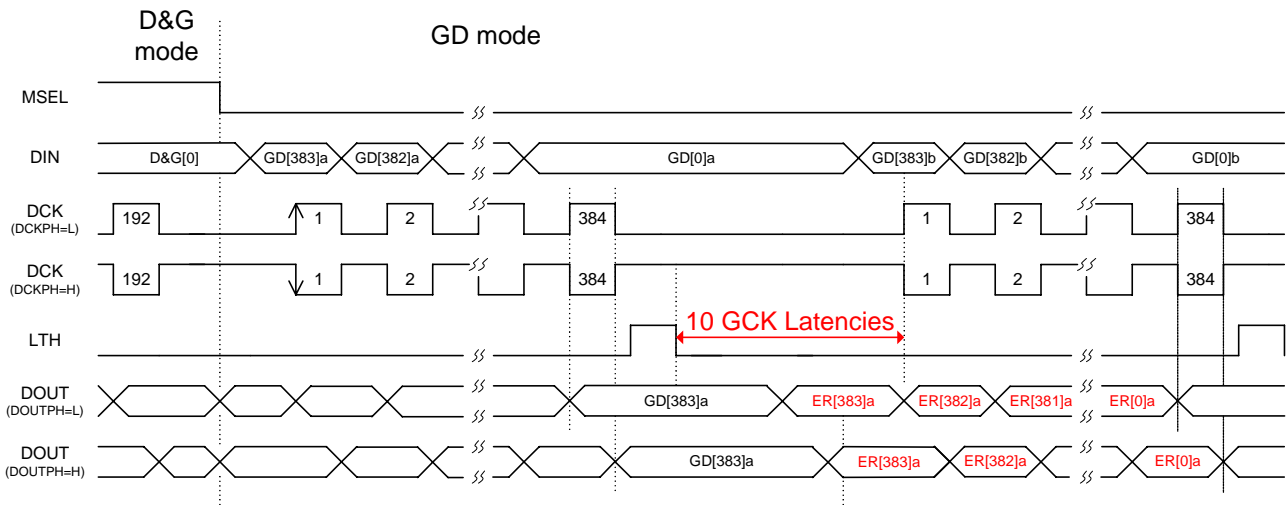 D&G mode
GD mode
MSEL
DIN D&G[0] GD[383]a GD[382]a GD[0]a GD[383]b GD[382]b GD[0]b
DCK (DCKPH=L) 192 1 2 384 1 2 384
DCK (DCKPH=H) 192 1 2 384 1 2 384
LTH 10 GCK Latencies
DOUT (DOUTPH=L) GD[383]a ER[383]a ER[382]a ER[381]a ER[0]a
DOUT (DOUTPH=H) GD[383]a ER[383]a ER[382]a ER[0]a